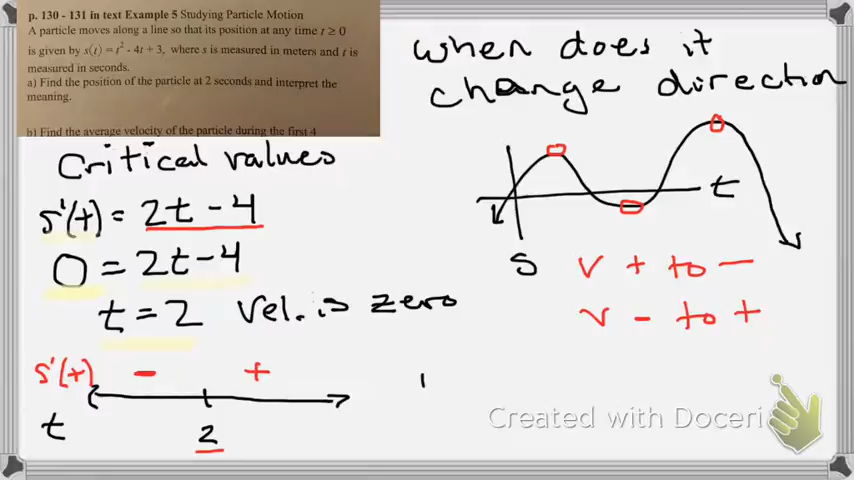 p. 130 - 131 in text Example 5 Studying Particle Motion
A particle moves along a line so that its position at any time t ≥ 0
is given by s(t) = t² - 4t + 3, where s is measured in meters and t is
measured in seconds.
a) Find the position of the particle at 2 seconds and interpret the
meaning.
b) Find the average velocity of the particle during the first 4
when does it
change direction
Critical values
s'(t) = 2t - 4
0 = 2t - 4
t = 2 Vel. is zero
s'(t) - +
t
2
t
s
v + to -
v - to +
Created with Doceri